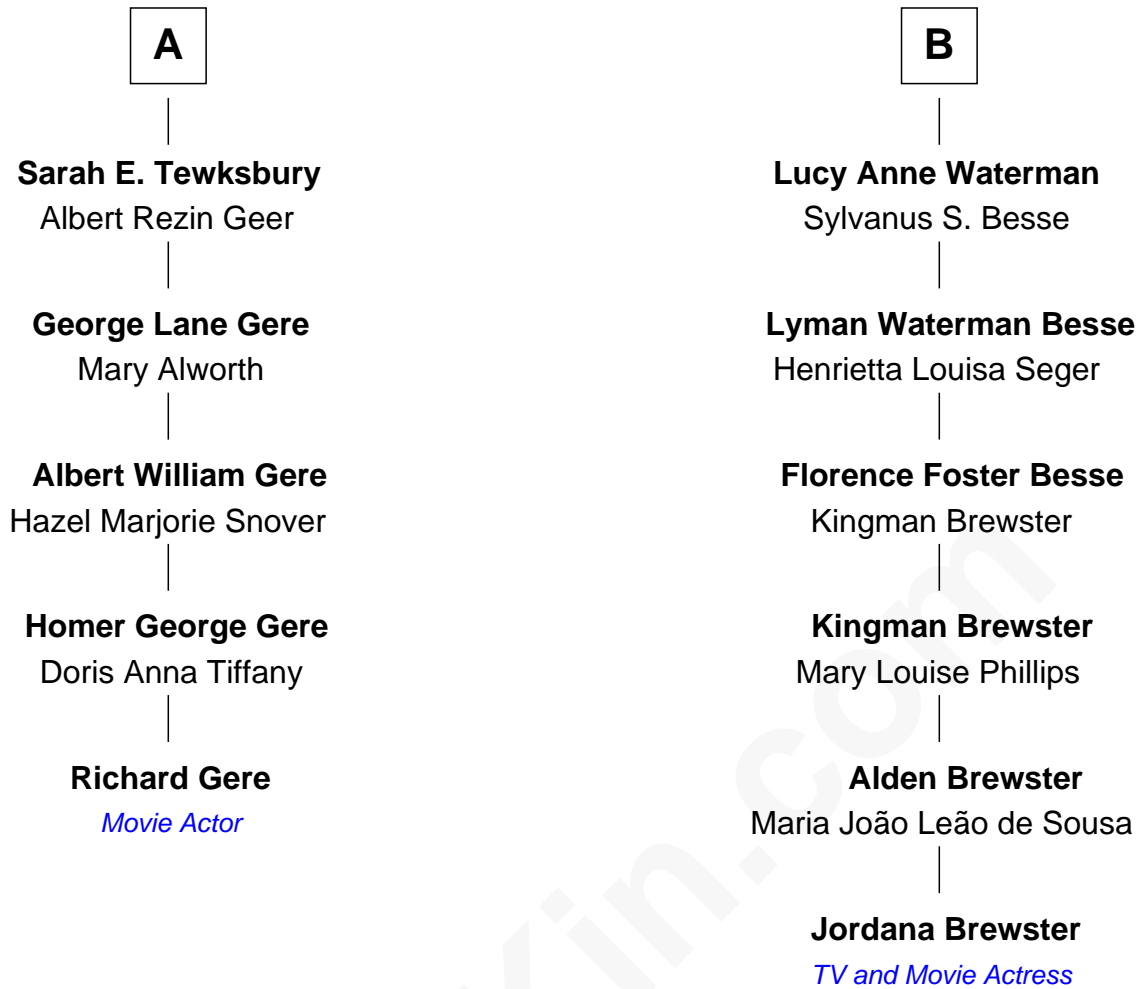 A
Sarah E. Tewksbury
Albert Rezin Geer
George Lane Gere
Mary Alworth
Albert William Gere
Hazel Marjorie Snover
Homer George Gere
Doris Anna Tiffany
Richard Gere
Movie Actor
B
Lucy Anne Waterman
Sylvanus S. Besse
Lyman Waterman Besse
Henrietta Louisa Seger
Florence Foster Besse
Kingman Brewster
Kingman Brewster
Mary Louise Phillips
Alden Brewster
Maria João Leão de Sousa
Jordana Brewster
TV and Movie Actress
Kin.com